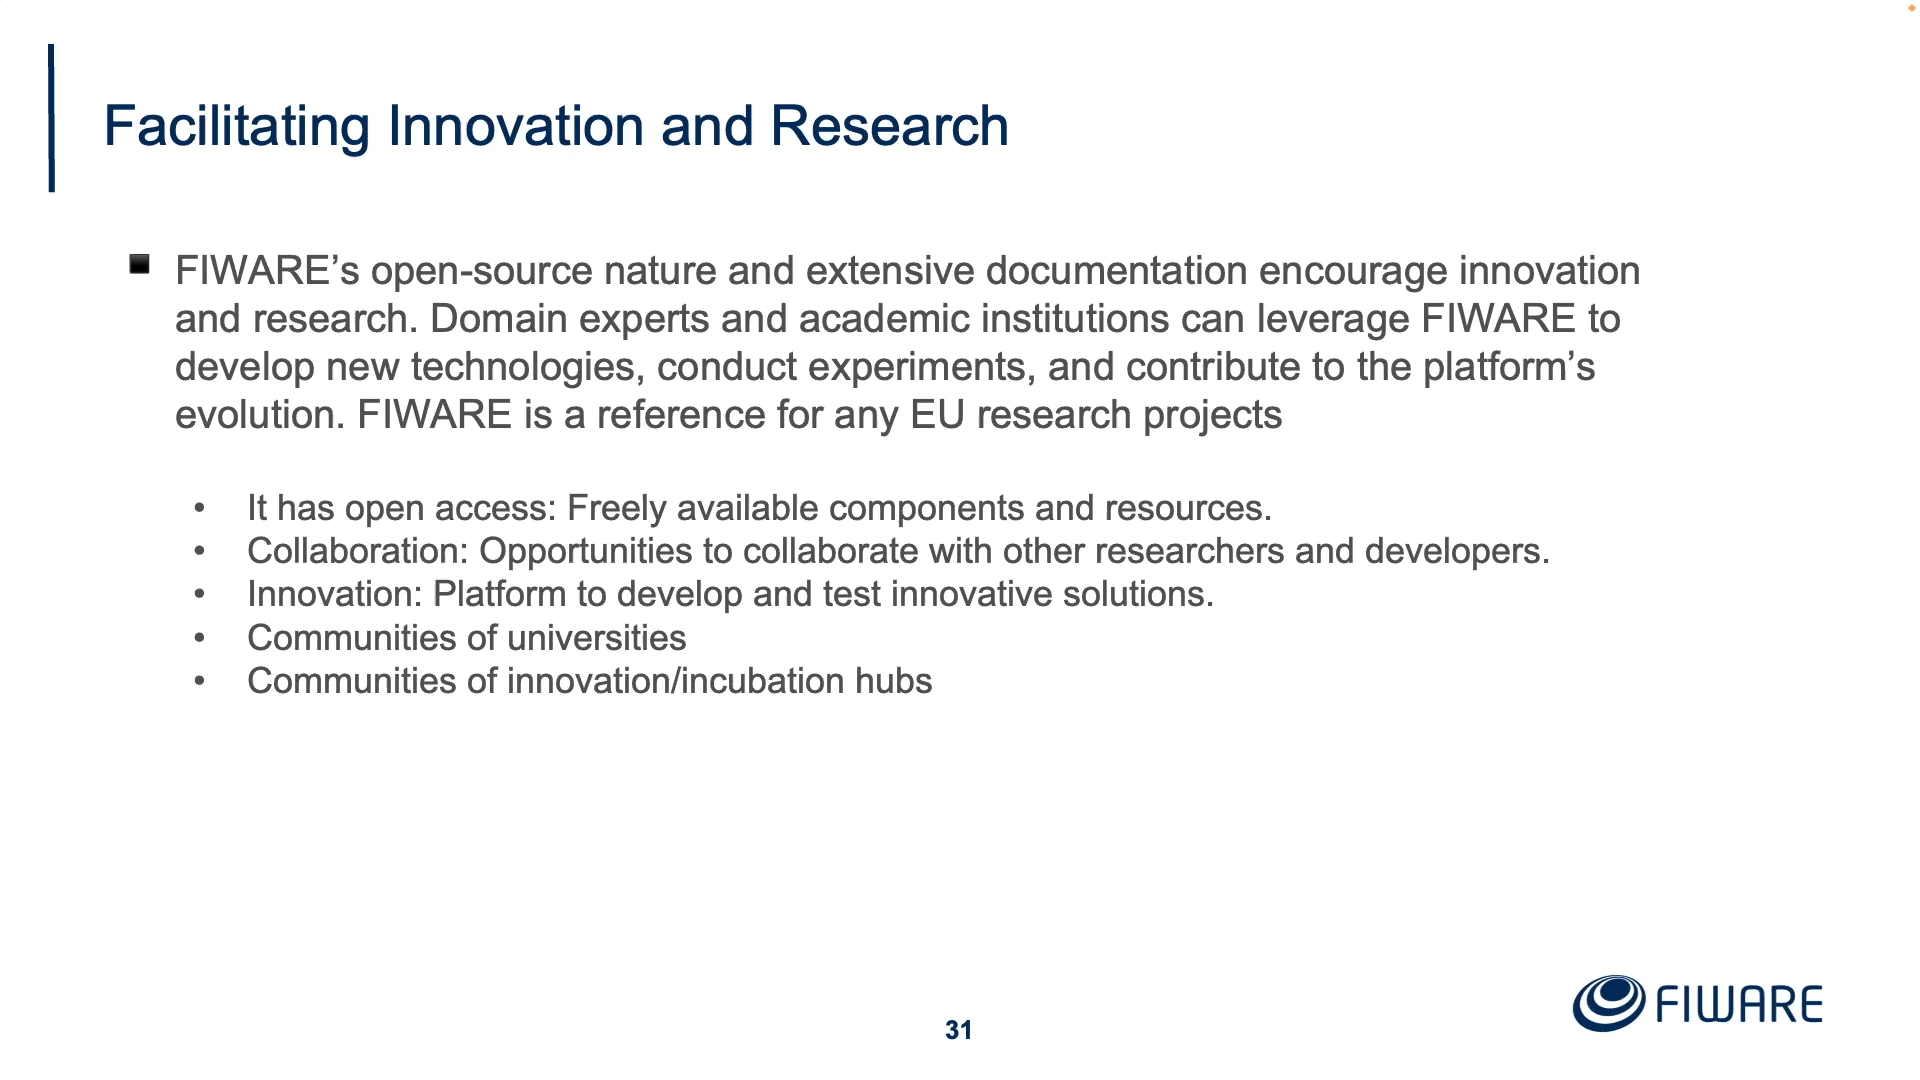 Facilitating Innovation and Research
FIWARE’s open-source nature and extensive documentation encourage innovation
and research. Domain experts and academic institutions can leverage FIWARE to
develop new technologies, conduct experiments, and contribute to the platform’s
evolution. FIWARE is a reference for any EU research projects
• It has open access: Freely available components and resources.
• Collaboration: Opportunities to collaborate with other researchers and developers.
• Innovation: Platform to develop and test innovative solutions.
• Communities of universities
• Communities of innovation/incubation hubs
FIWARE
31